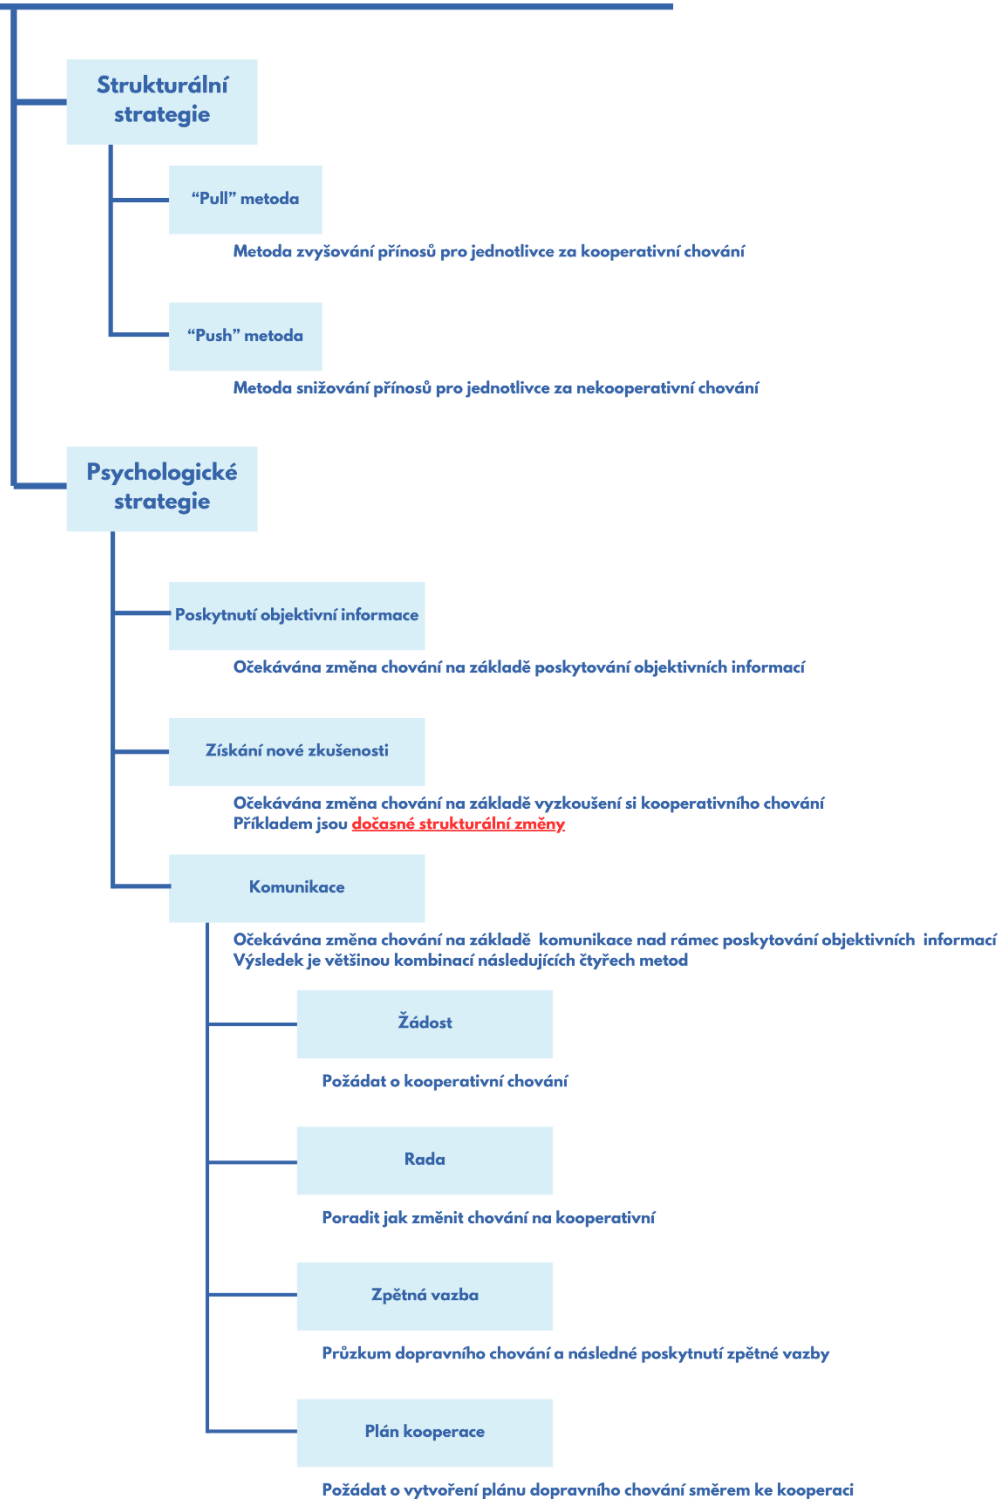 Strukturální
strategie
“Pull” metoda
Metoda zvyšování přínosů pro jednotlivce za kooperativní chování
“Push” metoda
Metoda snižování přínosů pro jednotlivce za nekooperativní chování
Psychologické
strategie
Poskytnutí objektivní informace
Očekávána změna chování na základě poskytování objektivních informací
Získání nové zkušenosti
Očekávána změna chování na základě vyzkoušení si kooperativního chování
Příkladem jsou dočasné strukturální změny
Komunikace
Očekávána změna chování na základě komunikace nad rámec poskytování objektivních informací
Výsledek je většinou kombinací následujících čtyřech metod
Žádost
Požádat o kooperativní chování
Rada
Poradit jak změnit chování na kooperativní
Zpětná vazba
Průzkum dopravního chování a následné poskytnutí zpětné vazby
Plán kooperace
Požádat o vytvoření plánu dopravního chování směrem ke kooperaci